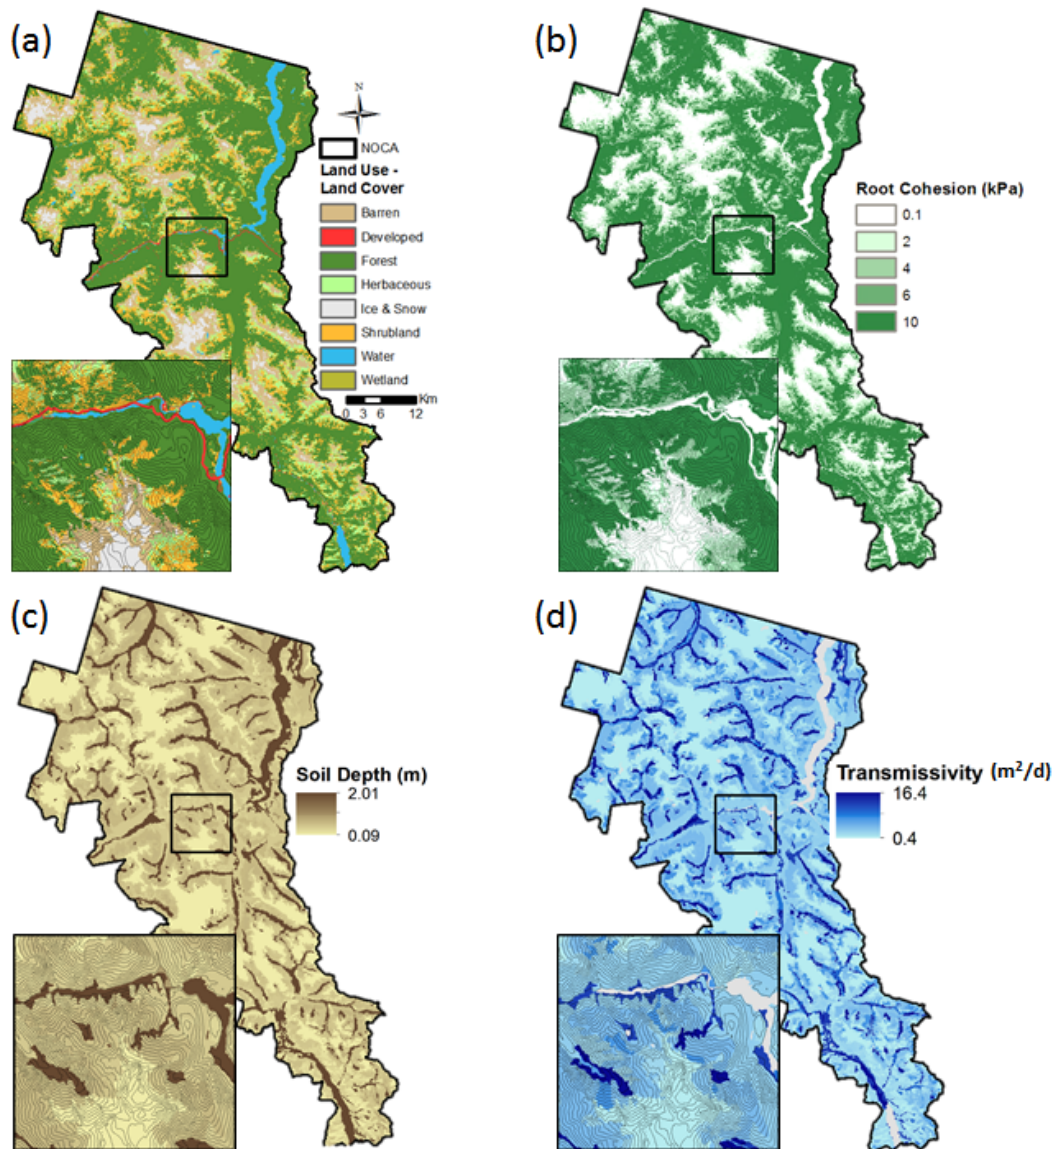 (a)
N
NOCA
Land Use -
Land Cover
Barren
Developed
Forest
Herbaceous
Ice & Snow
Shrubland
Water
Wetland
Km
0 3 6 12
(b)
Root Cohesion (kPa)
0.1
2
4
6
10
(c)
Soil Depth (m)
2.01
0.09
(d)
Transmissivity (m²/d)
16.4
0.4